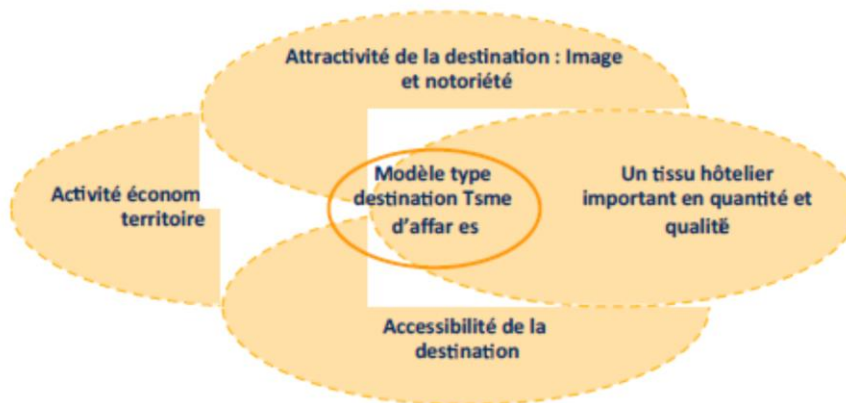 Attractivité de la destination : Image
et notoriété
Activité économ
territoire
Modèle type
destination Tsme
d'affar es
Un tissu hôtelier
important en quantité et
qualité
Accessibilité de la
destination